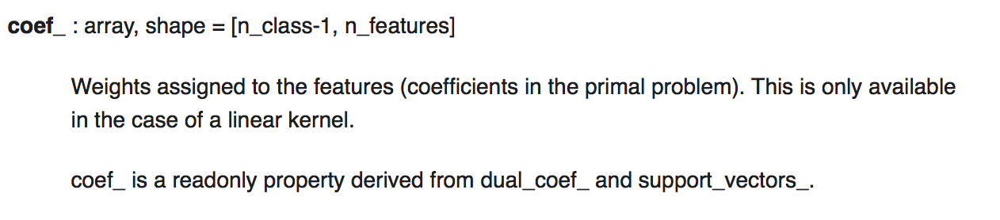 coef_ : array, shape = [n_class-1, n_features]
Weights assigned to the features (coefficients in the primal problem). This is only available
in the case of a linear kernel.
coef_ is a readonly property derived from dual_coef_ and support_vectors_.